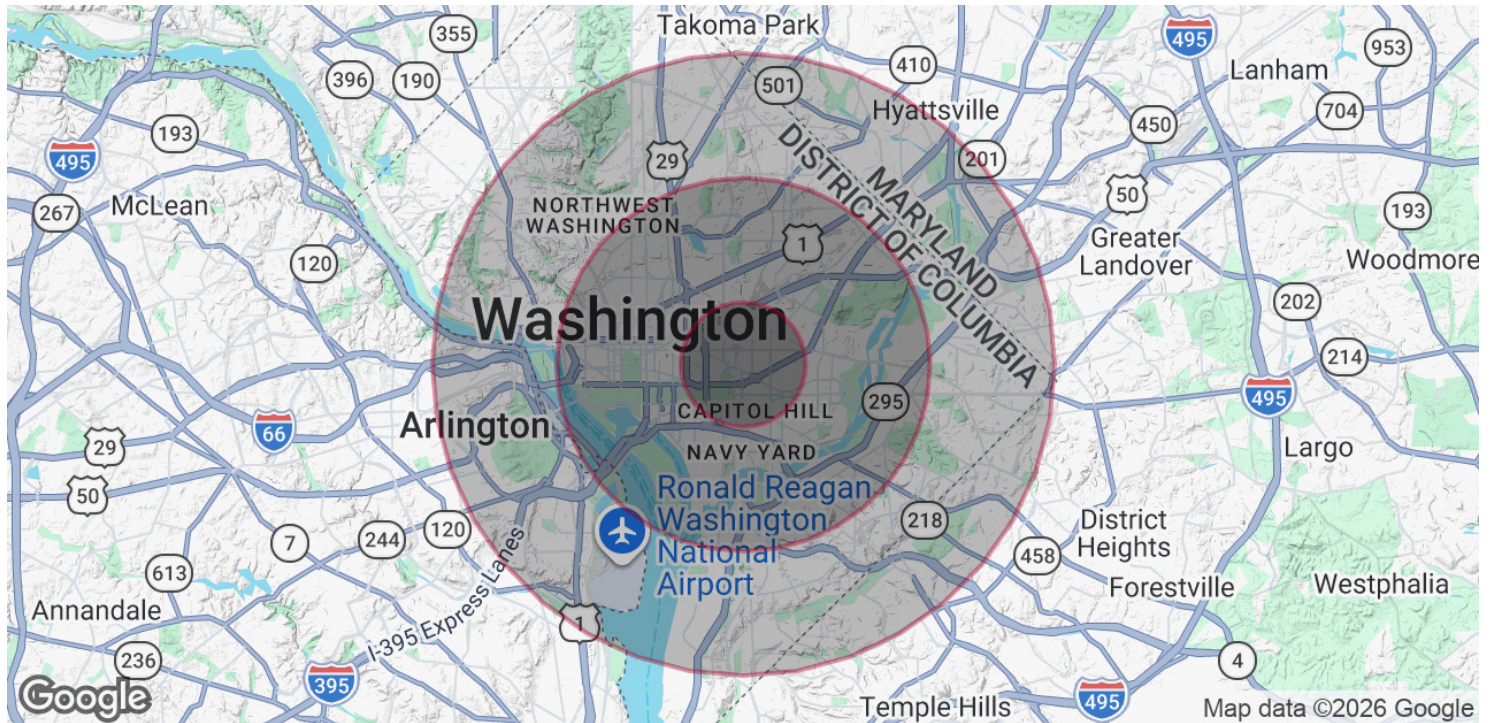 Takoma Park
355
495
953
396
190
501
410
Lanham
Hyattsville
704
193
450
495
29
201
MARYLAND
DISTRICT OF COLUMBIA
50
267
McLean
NORTHWEST
WASHINGTON
193
1
Greater
Landover
120
Woodmore
202
Washington
214
495
295
Arlington
CAPITOL HILL
66
29
NAVY YARD
Largo
50
Ronald Reagan
Washington
National
Airport
218
120
District
Heights
7
244
458
613
Forestville
Westphalia
Annandale
I-395 Express Lanes
1
236
4
395
Google
Temple Hills
495
Map data ©2026 Google